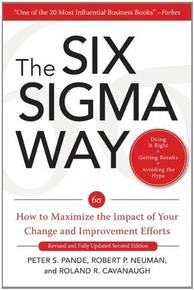 "One of the 20 Most Influential Business Books" —Forbes
The SIX
SIGMA
WAY
Doing
It Right
•
Getting Results
•
Avoiding the
Hype
6σ
How to Maximize the Impact of Your
Change and Improvement Efforts
Revised and Fully Updated Second Edition
PETER S. PANDE, ROBERT P. NEUMAN,
and ROLAND R. CAVANAGH